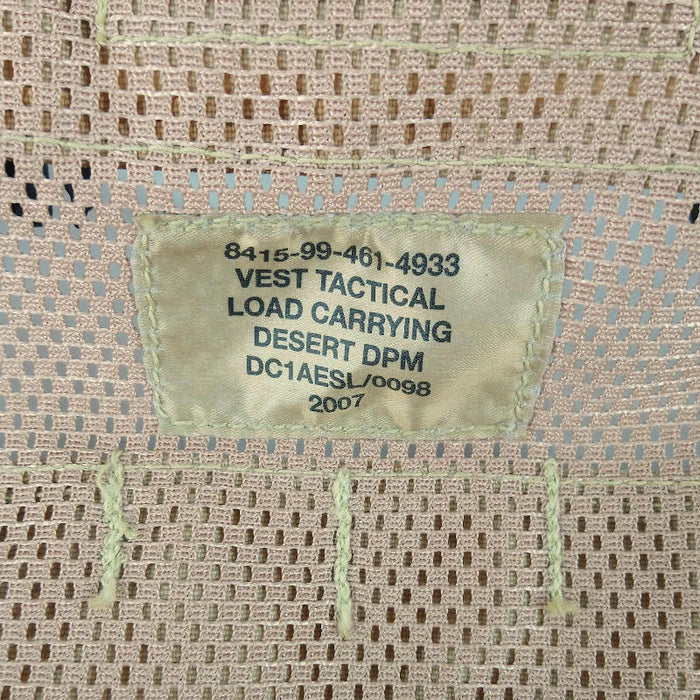 8415-99-461-4933
VEST TACTICAL
LOAD CARRYING
DESERT DPM
DC1AESL/0098
2007